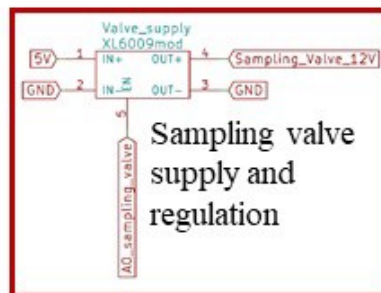 Valve_supply
XL6009mod
5V 1 IN+ OUT+ 4 Sampling_Valve_12V
GND 2 IN- OUT- 3 GND
EN
5
A0_sampling_valve
Sampling valve
supply and
regulation